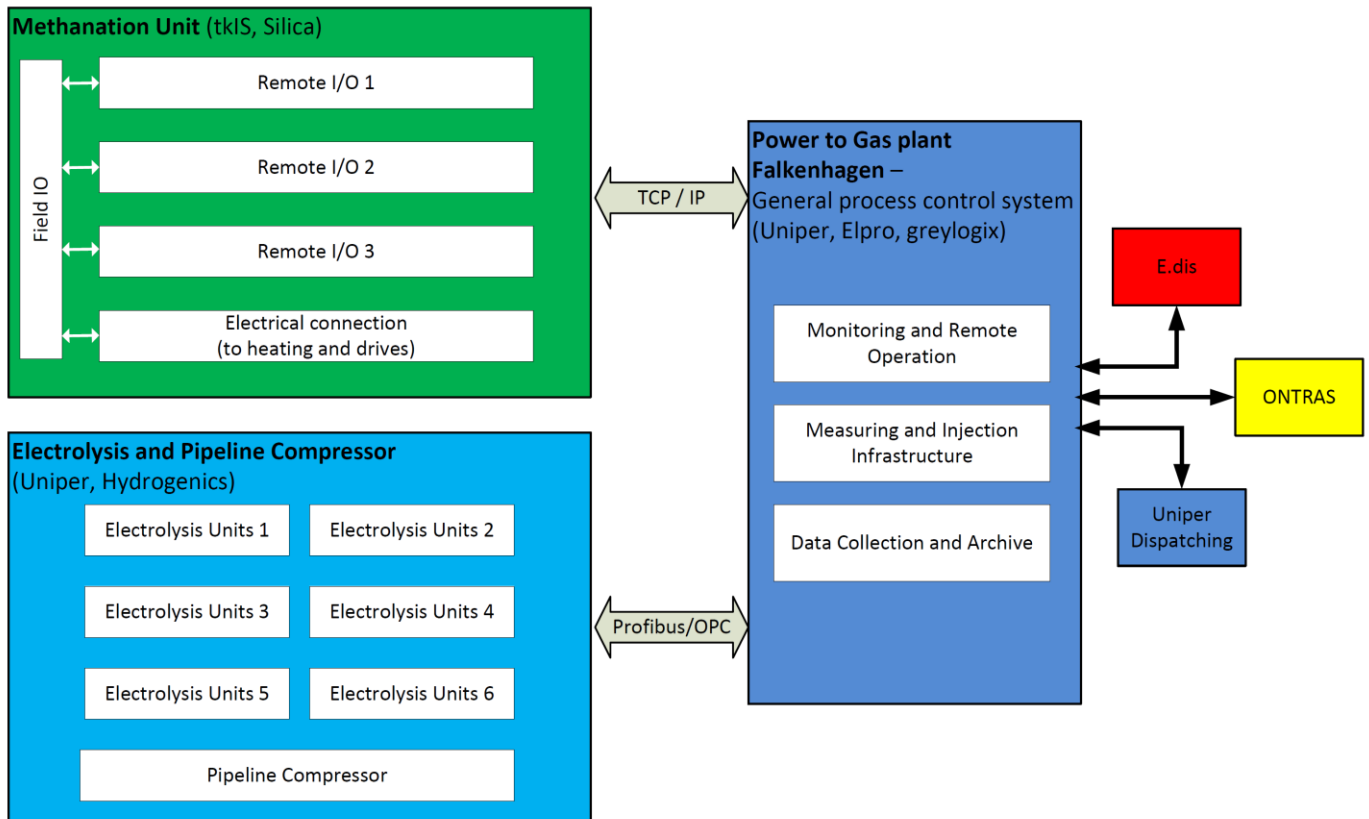 Methanation Unit (tkIS, Silica)
Field IO
Remote I/O 1
Remote I/O 2
Remote I/O 3
Electrical connection
(to heating and drives)
TCP / IP
Electrolysis and Pipeline Compressor
(Uniper, Hydrogenics)
Electrolysis Units 1
Electrolysis Units 2
Electrolysis Units 3
Electrolysis Units 4
Electrolysis Units 5
Electrolysis Units 6
Pipeline Compressor
Profibus/OPC
Power to Gas plant
Falkenhagen –
General process control system
(Uniper, Elpro, greylogix)
Monitoring and Remote
Operation
Measuring and Injection
Infrastructure
Data Collection and Archive
E.dis
ONTRAS
Uniper
Dispatching